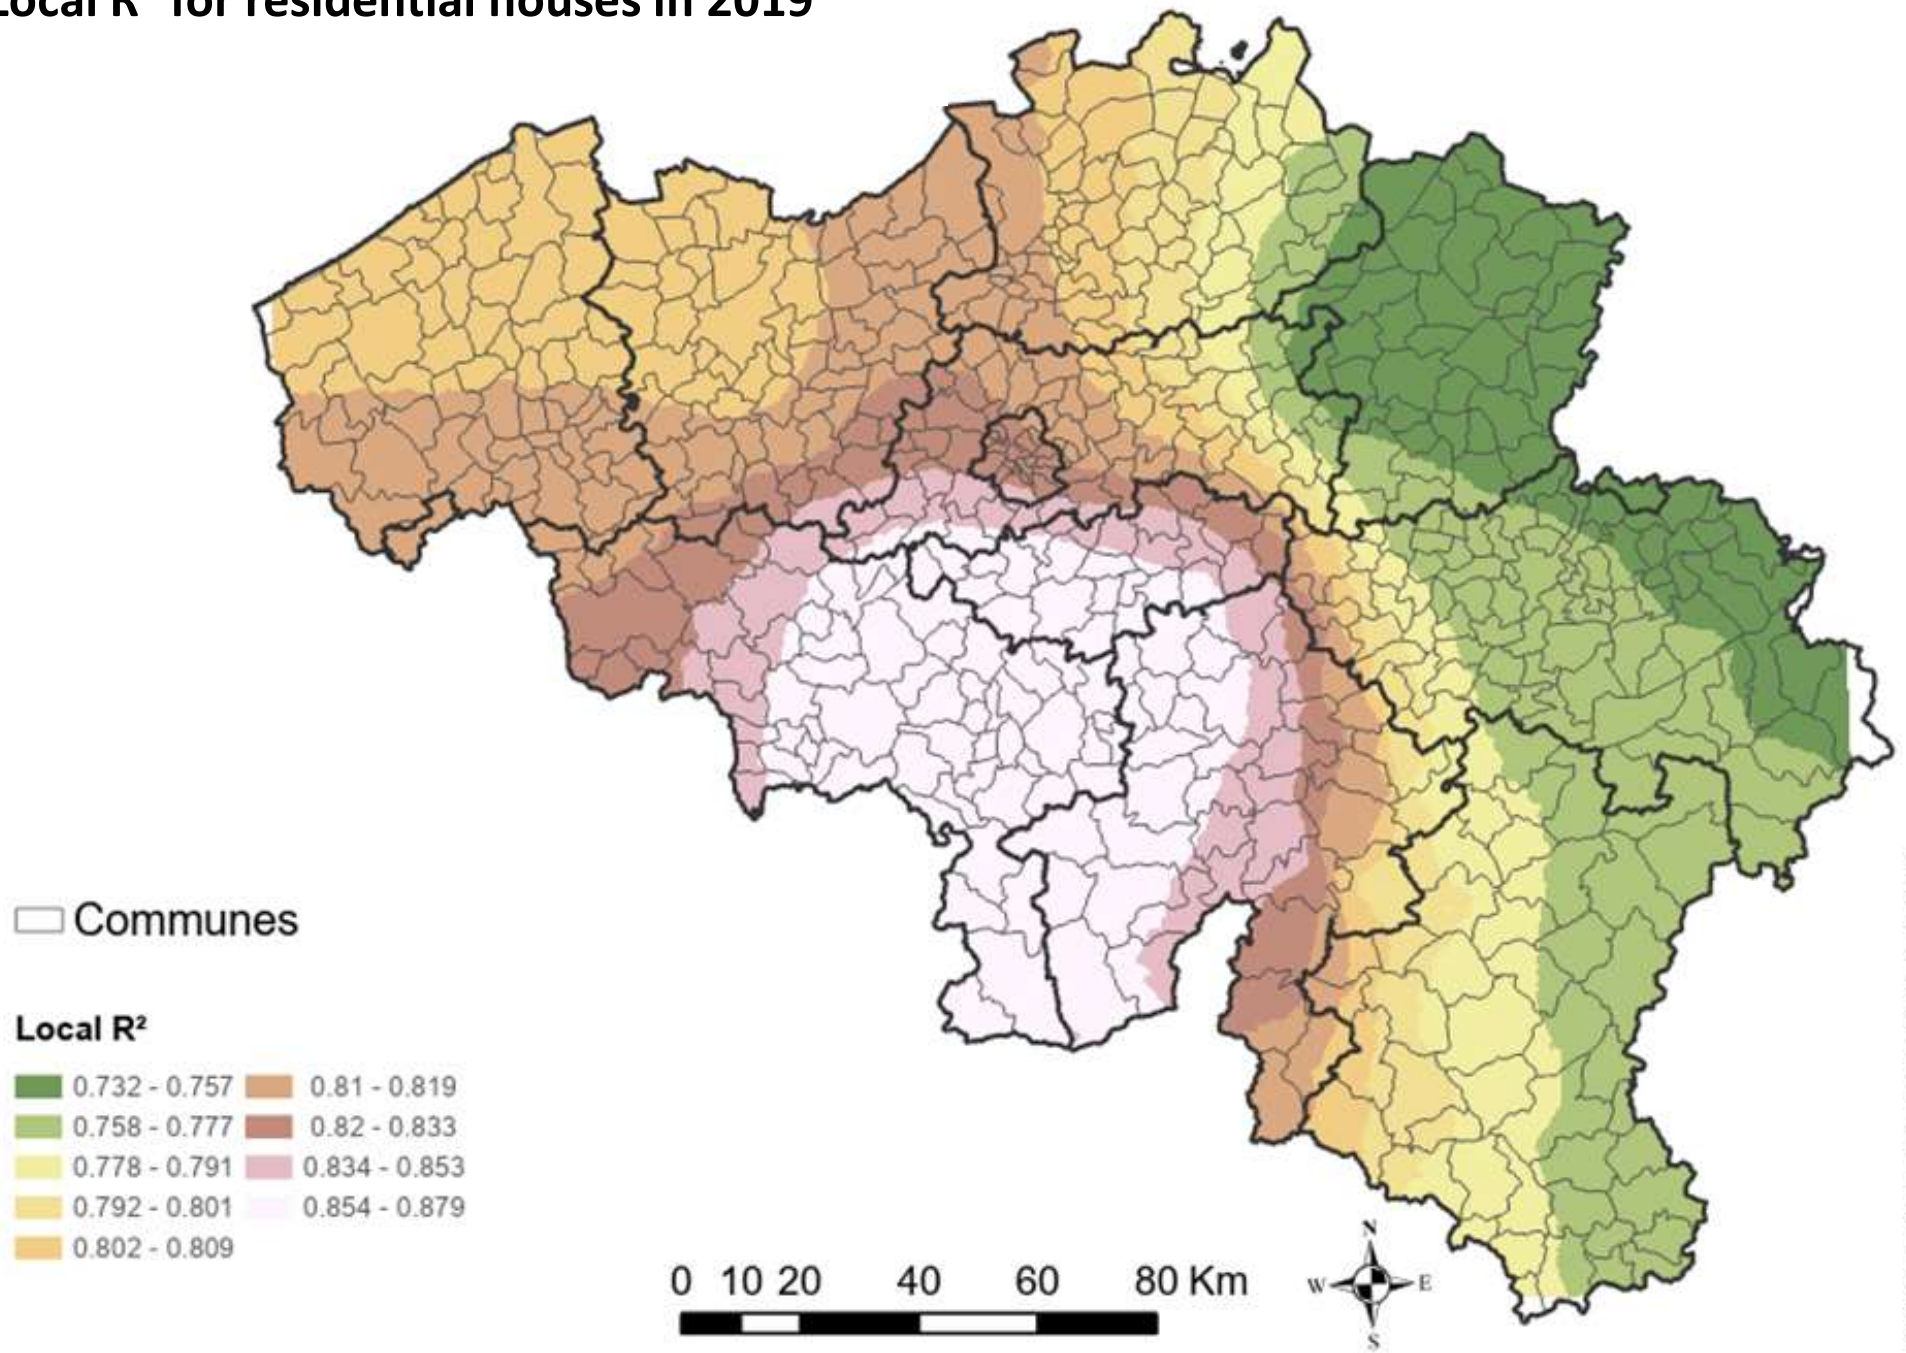 Local R² for residential houses in 2019
Communes
Local R²
0.732 - 0.757 0.81 - 0.819
0.758 - 0.777 0.82 - 0.833
0.778 - 0.791 0.834 - 0.853
0.792 - 0.801 0.854 - 0.879
0.802 - 0.809
0 10 20 40 60 80 Km
N
W E
S